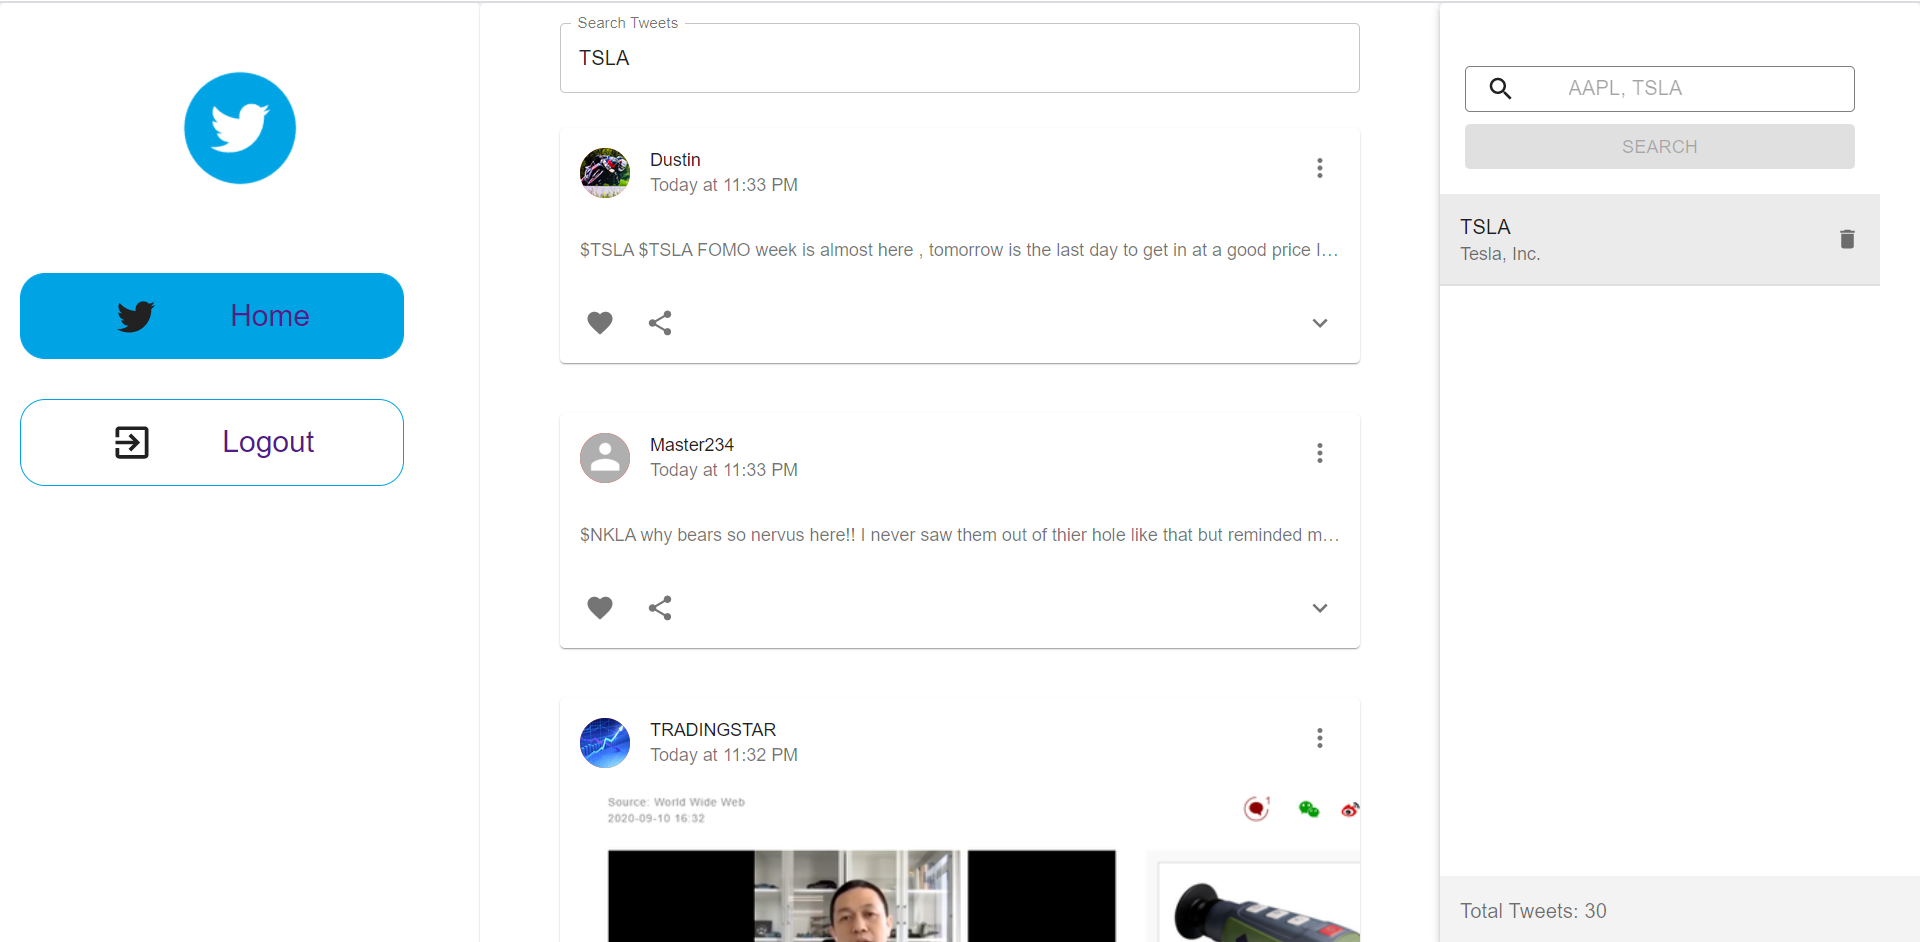 Home
Logout
Search Tweets
TSLA
Dustin
Today at 11:33 PM
$TSLA $TSLA FOMO week is almost here , tomorrow is the last day to get in at a good price I…
Master234
Today at 11:33 PM
$NKLA why bears so nervus here!! I never saw them out of thier hole like that but reminded m…
TRADINGSTAR
Today at 11:32 PM
Source: World Wide Web
2020-09-10 16:32
1
AAPL, TSLA
SEARCH
TSLA
Tesla, Inc.
Total Tweets: 30